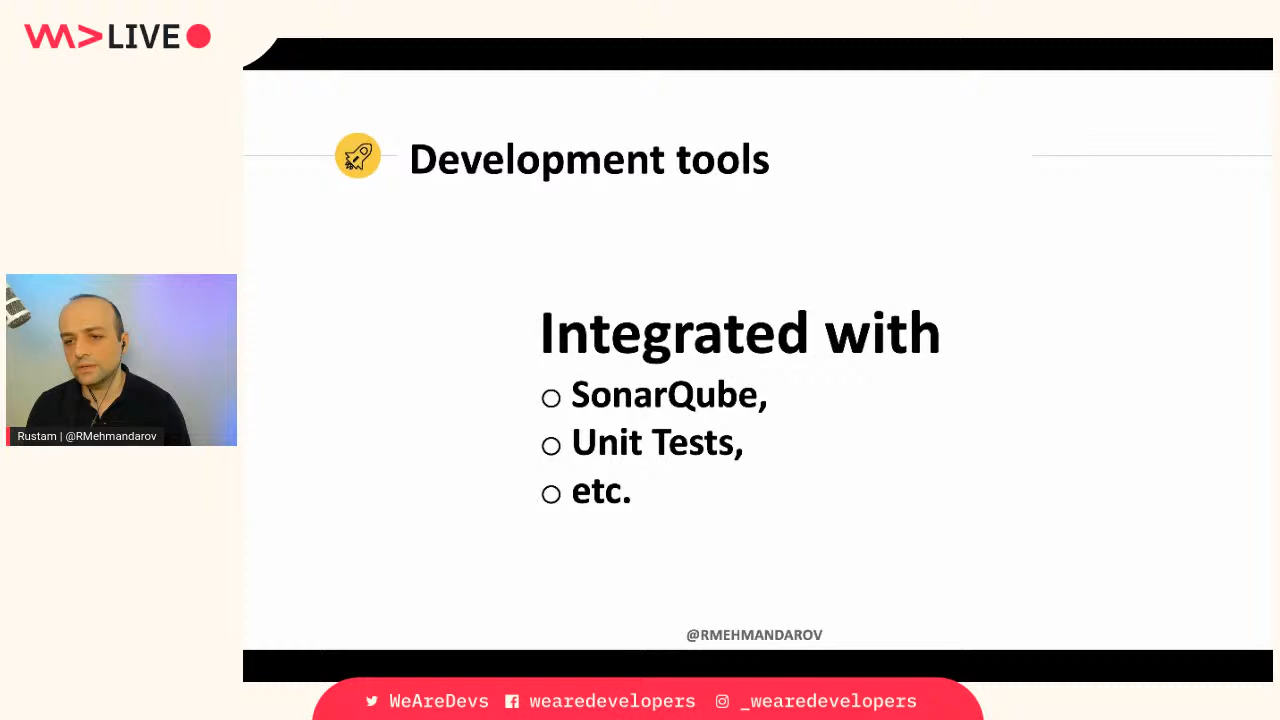 LIVE
Development tools
Integrated with
SonarQube,
Unit Tests,
etc.
Rustam | @RMehmandarov
@RMEHMANDAROV
WeAreDevs wearedevelopers _wearedevelopers